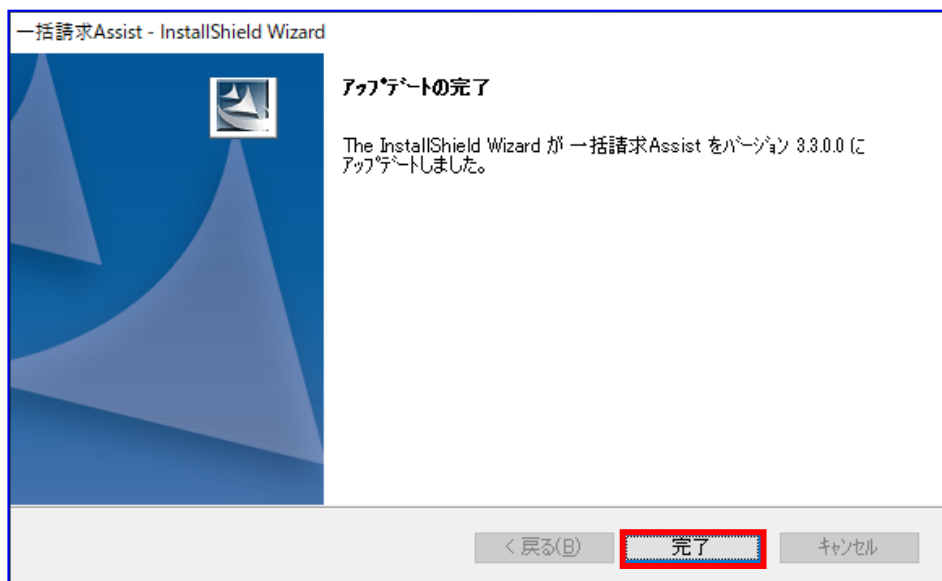 一括請求Assist - InstallShield Wizard
ｱｯﾌﾟﾃﾞｰﾄの完了
The InstallShield Wizard が 一括請求Assist をﾊﾞｰｼﾞｮﾝ 3.3.0.0 に
ｱｯﾌﾟﾃﾞｰﾄしました。
< 戻る(B)
完了
ｷｬﾝｾﾙ